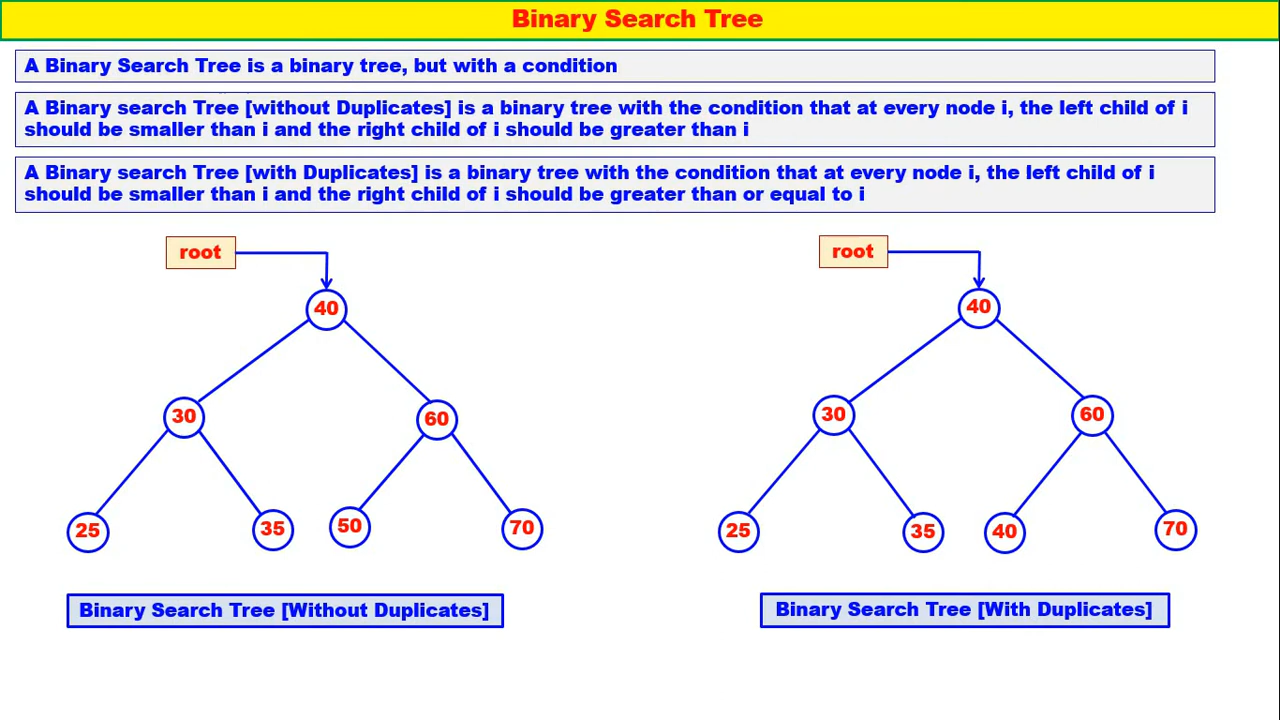 Binary Search Tree
A Binary Search Tree is a binary tree, but with a condition
A Binary search Tree [without Duplicates] is a binary tree with the condition that at every node i, the left child of i
should be smaller than i and the right child of i should be greater than i
A Binary search Tree [with Duplicates] is a binary tree with the condition that at every node i, the left child of i
should be smaller than i and the right child of i should be greater than or equal to i
root
40
30
60
25
35
50
70
Binary Search Tree [Without Duplicates]
root
40
30
60
25
35
40
70
Binary Search Tree [With Duplicates]